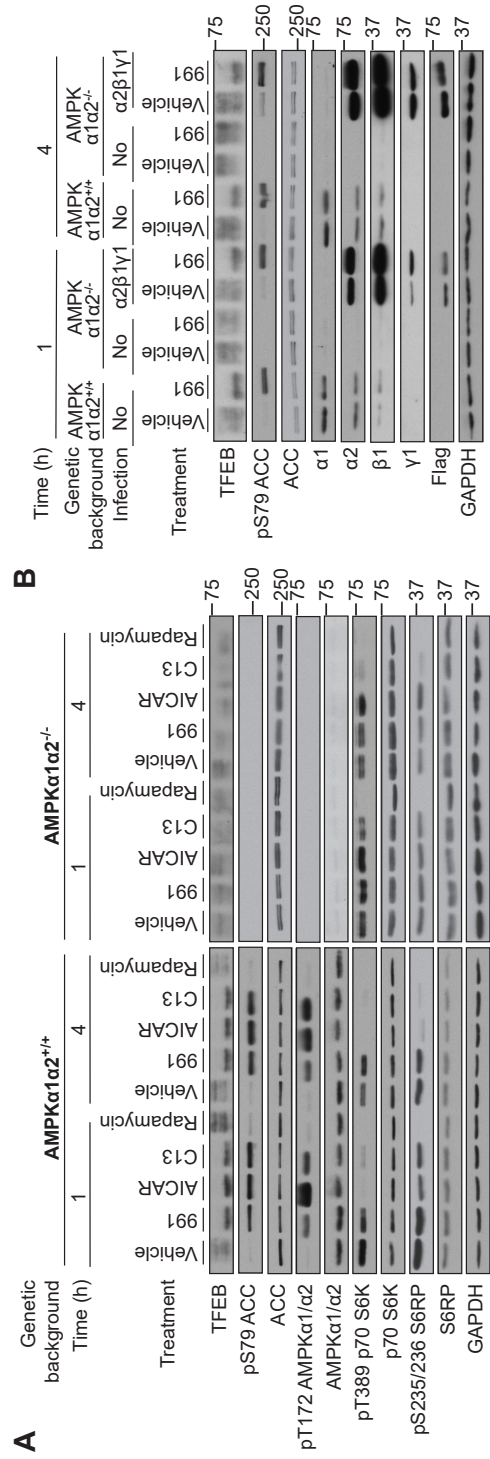 A
Genetic background AMPKα1α2+/+ AMPKα1α2-/-
Time (h) 1 4 1 4
Treatment Vehicle 991 AICAR C13 Rapamycin Vehicle 991 AICAR C13 Rapamycin Vehicle 991 AICAR C13 Rapamycin Vehicle 991 AICAR C13 Rapamycin
TFEB 75
pS79 ACC 250
ACC 250
pT172 AMPKα1/α2 75
AMPKα1/α2 75
pT389 p70 S6K 75
p70 S6K 75
pS235/236 S6RP 37
S6RP 37
GAPDH 37
B
Time (h) 1 4
Genetic background AMPK α1α2+/+ AMPK α1α2-/- AMPK α1α2+/+ AMPK α1α2-/-
Infection No No α2β1γ1 No No α2β1γ1
Treatment Vehicle 991 Vehicle 991 Vehicle 991 Vehicle 991 Vehicle 991 Vehicle 991
TFEB 75
pS79 ACC 250
ACC 250
α1
α2 75
β1 37
γ1 37
Flag 75
GAPDH 37